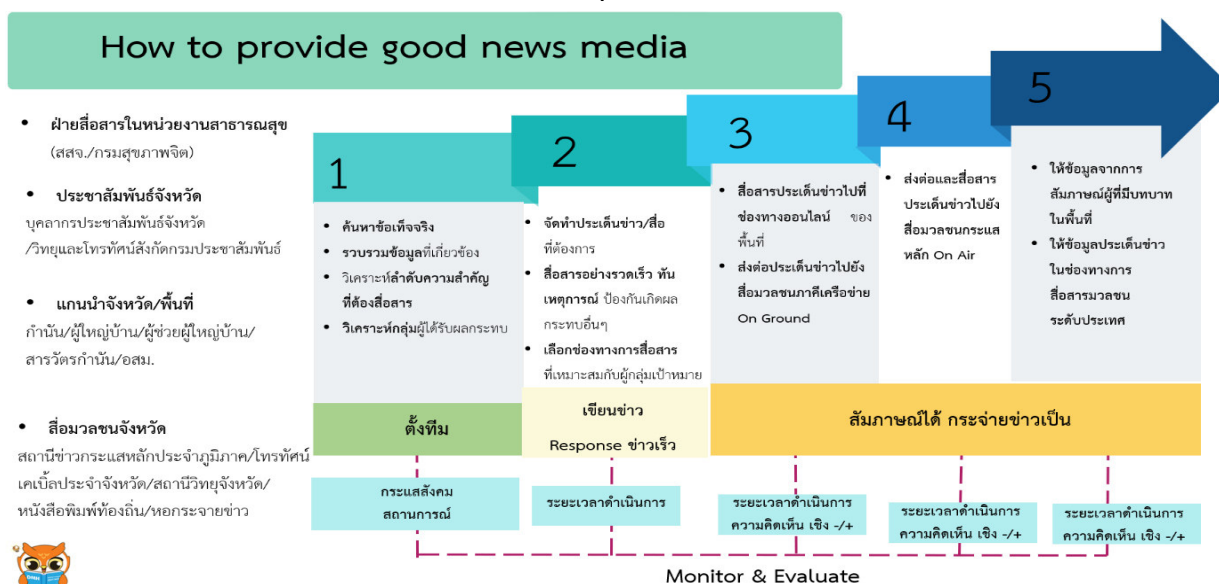 How to provide good news media
• ฝ่ายสื่อสารในหน่วยงานสาธารณสุข
(สสจ./กรมสุขภาพจิต)
• ประชาสัมพันธ์จังหวัด
บุคลากรประชาสัมพันธ์จังหวัด
/วิทยุและโทรทัศน์สังกัดกรมประชาสัมพันธ์
• แกนนำจังหวัด/พื้นที่
กำนัน/ผู้ใหญ่บ้าน/ผู้ช่วยผู้ใหญ่บ้าน/
สารวัตรกำนัน/อสม.
• สื่อมวลชนจังหวัด
สถานีข่าวกระแสหลักประจำภูมิภาค/โทรทัศน์
เคเบิ้ลประจำจังหวัด/สถานีวิทยุจังหวัด/
หนังสือพิมพ์ท้องถิ่น/หอกระจายข่าว
1
• ค้นหาข้อเท็จจริง
• รวบรวมข้อมูลที่เกี่ยวข้อง
• วิเคราะห์ลำดับความสำคัญ
ที่ต้องสื่อสาร
• วิเคราะห์กลุ่มผู้ได้รับผลกระทบ
ตั้งทีม
กระแสสังคม
สถานการณ์
2
• จัดทำประเด็นข่าว/สื่อ
ที่ต้องการ
• สื่อสารอย่างรวดเร็ว ทัน
เหตุการณ์ ป้องกันเกิดผล
กระทบอื่นๆ
• เลือกช่องทางการสื่อสาร
ที่เหมาะสมกับผู้กลุ่มเป้าหมาย
เขียนข่าว
Response ข่าวเร็ว
ระยะเวลาดำเนินการ
3
• สื่อสารประเด็นข่าวไปที่
ช่องทางออนไลน์ ของ
พื้นที่
• ส่งต่อประเด็นข่าวไปยัง
สื่อมวลชนภาคีเครือข่าย
On Ground
4
• ส่งต่อและสื่อสาร
ประเด็นข่าวไปยัง
สื่อมวลชนกระแส
หลัก On Air
5
• ให้ข้อมูลจากการ
สัมภาษณ์ผู้ที่มีบทบาท
ในพื้นที่
• ให้ข้อมูลประเด็นข่าว
ในช่องทางการ
สื่อสารมวลชน
ระดับประเทศ
สัมภาษณ์ได้ กระจ่ายข่าวเป็น
ระยะเวลาดำเนินการ
ความคิดเห็น เชิง -/+
ระยะเวลาดำเนินการ
ความคิดเห็น เชิง -/+
ระยะเวลาดำเนินการ
ความคิดเห็น เชิง -/+
Monitor & Evaluate